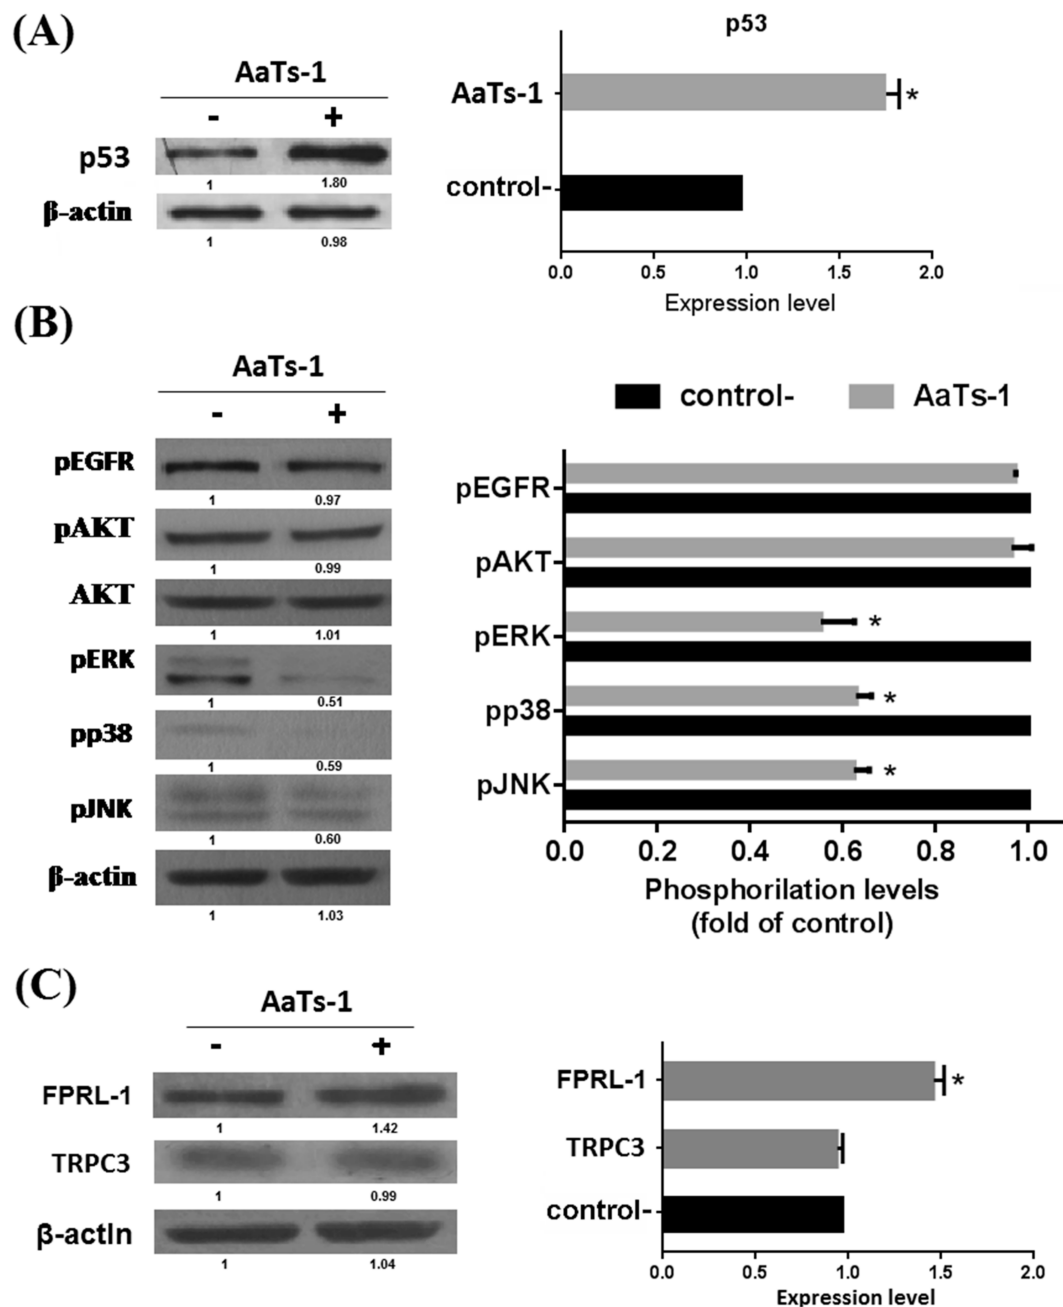 (A)
AaTs-1
- +
p53
1 1.80
β-actin
1 0.98
p53
AaTs-1 *
control-
0.0 0.5 1.0 1.5 2.0
Expression level
(B)
AaTs-1
- +
pEGFR
1 0.97
pAKT
1 0.99
AKT
1 1.01
pERK
1 0.51
pp38
1 0.59
pJNK
1 0.60
β-actin
1 1.03
control- AaTs-1
pEGFR
pAKT
pERK *
pp38 *
pJNK *
0.0 0.2 0.4 0.6 0.8 1.0
Phosphorilation levels
(fold of control)
(C)
AaTs-1
- +
FPRL-1
1 1.42
TRPC3
1 0.99
β-actIn
1 1.04
FPRL-1 *
TRPC3
control-
0.0 0.5 1.0 1.5 2.0
Expression level